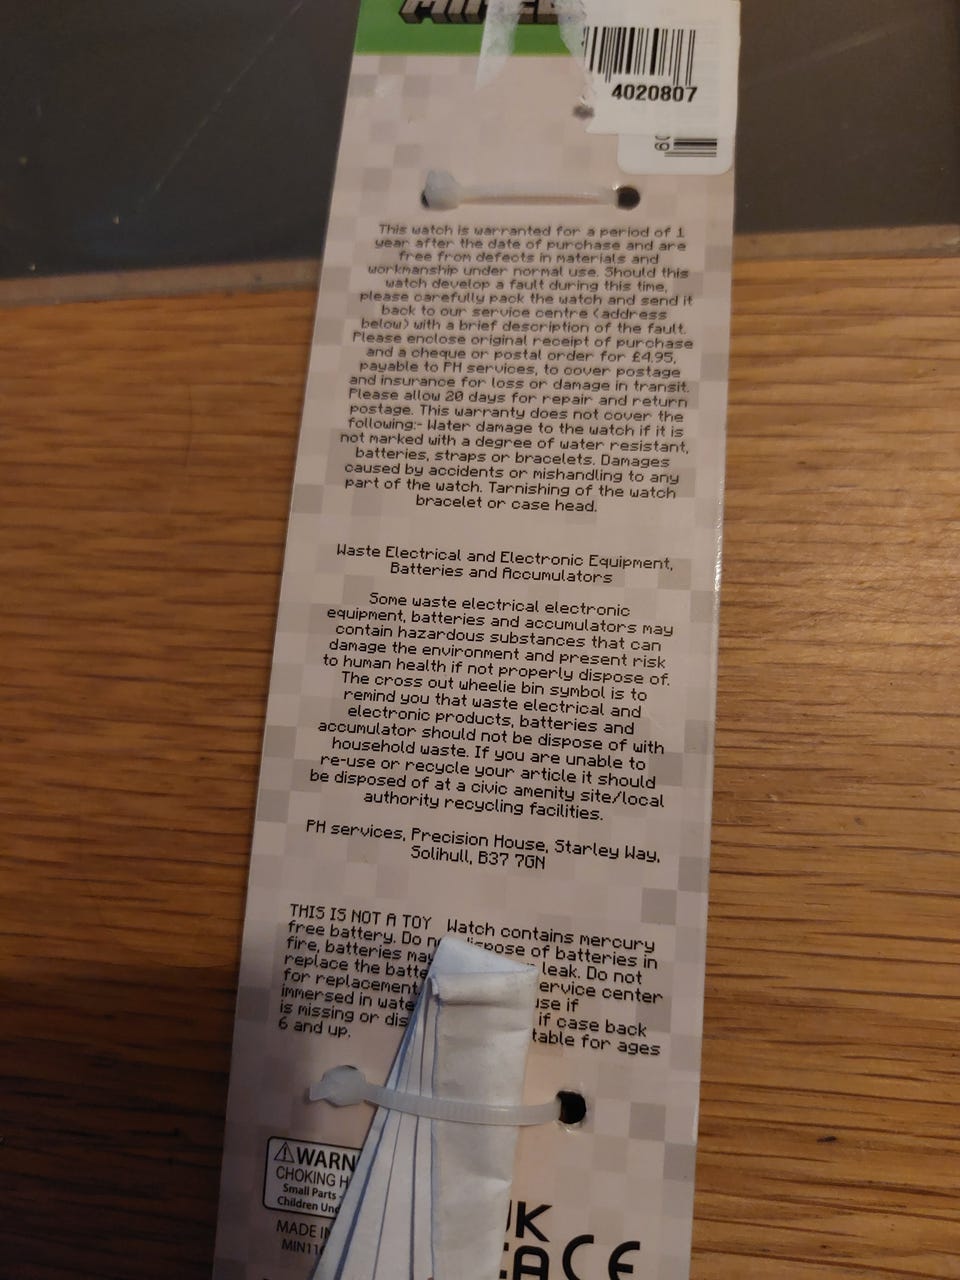 4020807
This watch is warranted for a period of 1
year after the date of purchase and are
free from defects in materials and
workmanship under normal use. Should this
watch develop a fault during this time,
please carefully pack the watch and send it
back to our service centre (address
below) with a brief description of the fault.
Please enclose original receipt of purchase
and a cheque or postal order for £4.95,
payable to PH services, to cover postage
and insurance for loss or damage in transit.
Please allow 20 days for repair and return
postage. This warranty does not cover the
following:- Water damage to the watch if it is
not marked with a degree of water resistant,
batteries, straps or bracelets. Damages
caused by accidents or mishandling to any
part of the watch. Tarnishing of the watch
bracelet or case head.
Waste Electrical and Electronic Equipment,
Batteries and Accumulators
Some waste electrical electronic
equipment, batteries and accumulators may
contain hazardous substances that can
damage the environment and present risk
to human health if not properly dispose of.
The cross out wheelie bin symbol is to
remind you that waste electrical and
electronic products, batteries and
accumulator should not be dispose of with
household waste. If you are unable to
re-use or recycle your article it should
be disposed of at a civic amenity site/local
authority recycling facilities.
PH services, Precision House, Starley Way,
Solihull, B37 7GN
THIS IS NOT A TOY Watch contains mercury
free battery. Do dispose of batteries in
fire, batteries may leak. Do not
replace the service center
for replacement if
immersed in if case back
is missing or for ages
6 and up.
CHOKING
Small Parts -
Children
MADE
CE